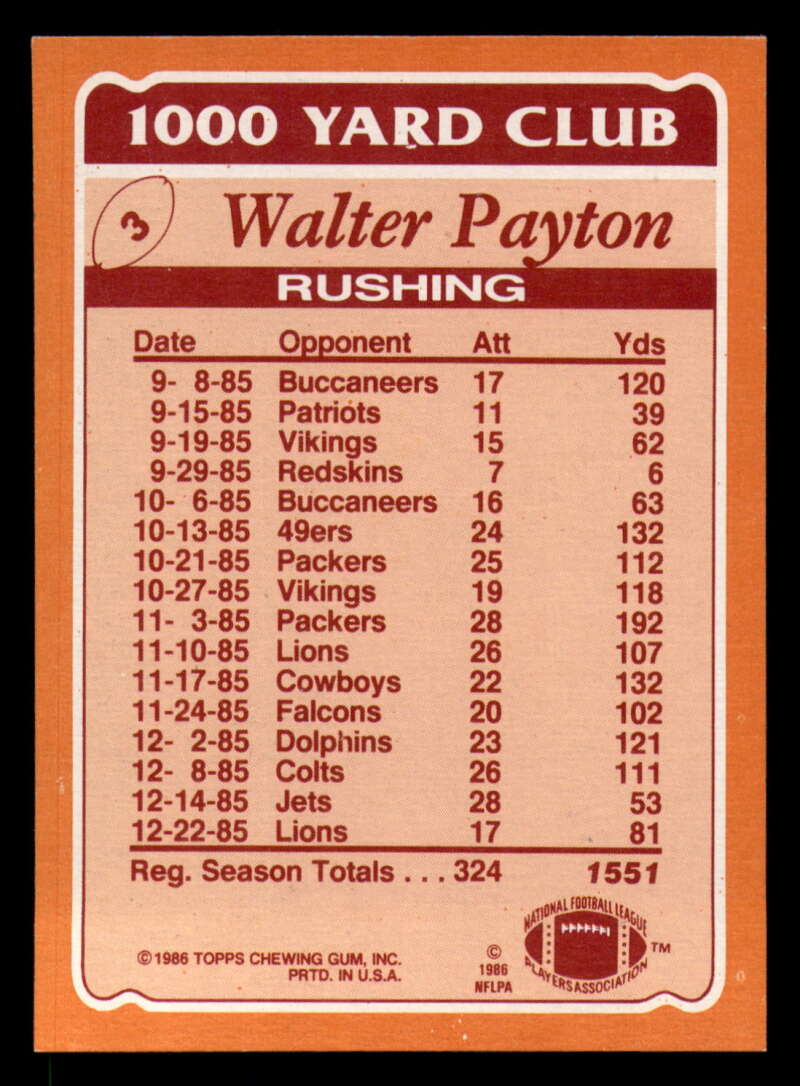 1000 YARD CLUB
3 Walter Payton
RUSHING
Date Opponent Att Yds
9- 8-85 Buccaneers 17 120
9-15-85 Patriots 11 39
9-19-85 Vikings 15 62
9-29-85 Redskins 7 6
10- 6-85 Buccaneers 16 63
10-13-85 49ers 24 132
10-21-85 Packers 25 112
10-27-85 Vikings 19 118
11- 3-85 Packers 28 192
11-10-85 Lions 26 107
11-17-85 Cowboys 22 132
11-24-85 Falcons 20 102
12- 2-85 Dolphins 23 121
12- 8-85 Colts 26 111
12-14-85 Jets 28 53
12-22-85 Lions 17 81
Reg. Season Totals . . . 324 1551
©1986 TOPPS CHEWING GUM, INC.
PRTD. IN U.S.A.
©
1986
NFLPA
NATIONAL FOOTBALL LEAGUE
PLAYERS ASSOCIATION
TM